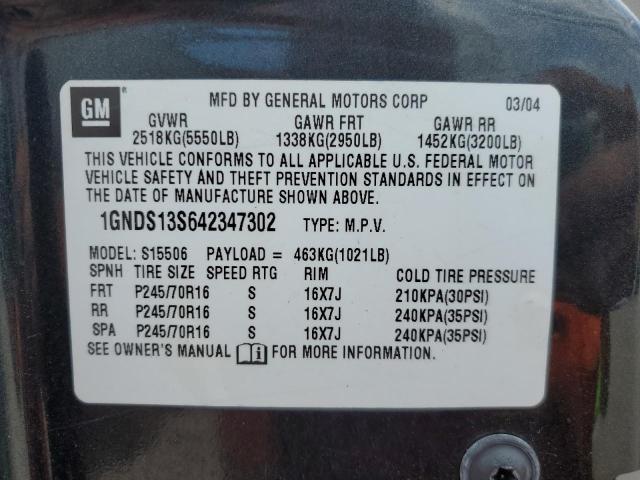 GM ®
MFD BY GENERAL MOTORS CORP 03/04
GVWR GAWR FRT GAWR RR
2518KG(5550LB) 1338KG(2950LB) 1452KG(3200LB)
THIS VEHICLE CONFORMS TO ALL APPLICABLE U.S. FEDERAL MOTOR
VEHICLE SAFETY AND THEFT PREVENTION STANDARDS IN EFFECT ON
THE DATE OF MANUFACTURE SHOWN ABOVE.
1GNDS13S642347302 TYPE: M.P.V.
MODEL: S15506 PAYLOAD = 463KG(1021LB)
SPNH TIRE SIZE SPEED RTG RIM COLD TIRE PRESSURE
FRT P245/70R16 S 16X7J 210KPA(30PSI)
RR P245/70R16 S 16X7J 240KPA(35PSI)
SPA P245/70R16 S 16X7J 240KPA(35PSI)
SEE OWNER'S MANUAL FOR MORE INFORMATION.